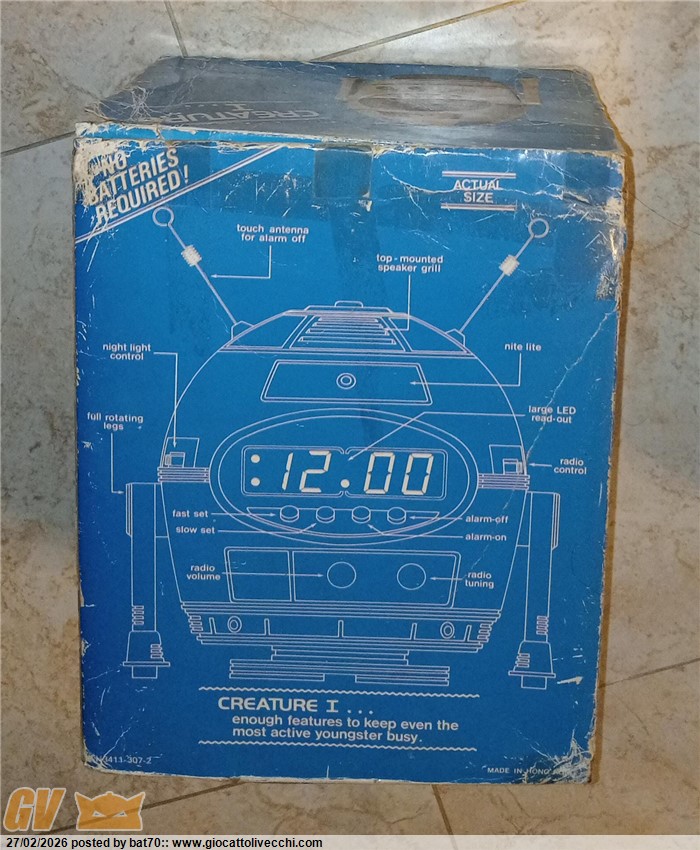 CREATURE
I...
NO
BATTERIES
REQUIRED!
ACTUAL
SIZE
touch antenna
for alarm off
top-mounted
speaker grill
night light
control
nite lite
full rotating
legs
large LED
read-out
radio
control
:12.00
fast set
slow set
alarm-off
alarm-on
radio
volume
radio
tuning
CREATURE I...
enough features to keep even the
most active youngster busy.
3411-307-2
MADE IN HONG
GV
27/02/2026 posted by bat70:: www.giocattolivecchi.com